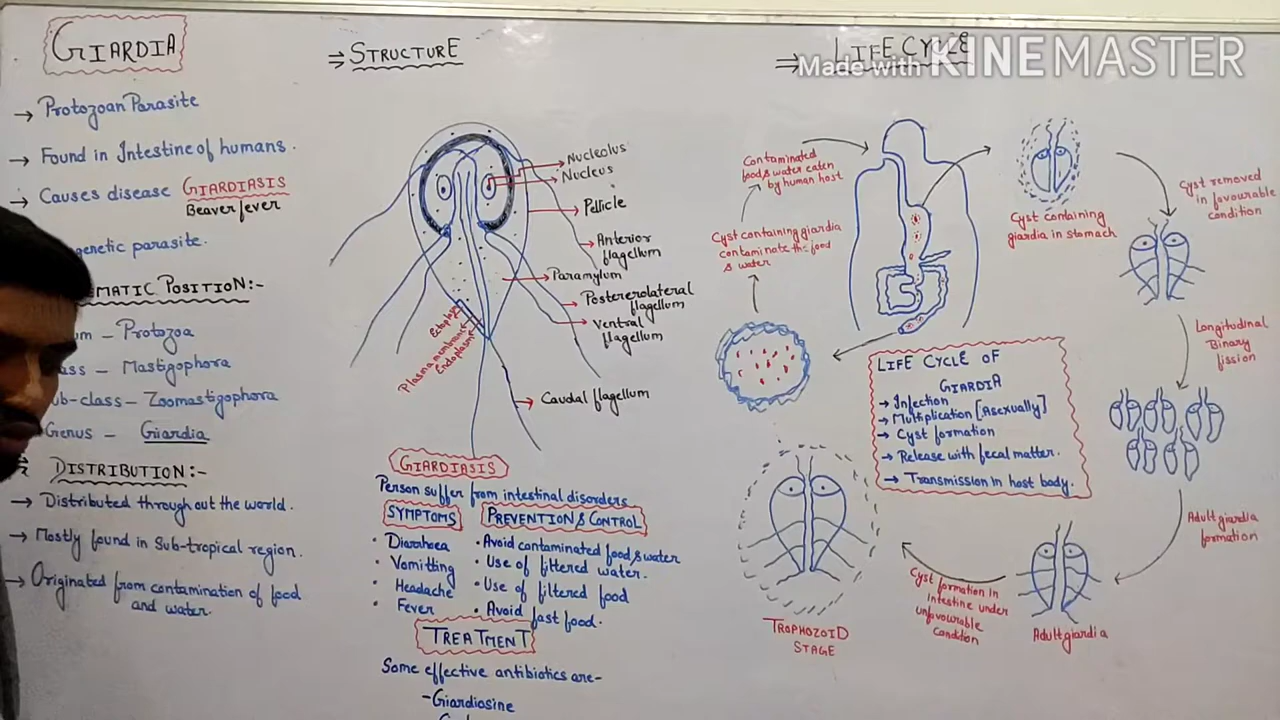 GIARDIA
→ Protozoan Parasite
→ Found in Intestine of humans.
→ Causes disease GIARDIASIS
Beaver fever
genetic parasite.
MATIC POSITION:-
um - Protozoa
ass - Mastigophora
ub-class - Zoomastigophora
Genus - Giardia
DISTRIBUTION:-
→ Distributed throughout the world.
→ Mostly found in Sub-tropical region.
→ Originated from contamination of food
and water.
⇒ STRUCTURE
Nucleolus
Nucleus
Pellicle
Anterior
flagellum
Paramylum
Postererolateral
flagellum
Ventral
flagellum
Ectoplasm
Plasma membrane
Endoplasm
Caudal flagellum
GIARDIASIS
Person suffer from intestinal disorders
SYMPTOMS
• Diarrhoea
• Vomitting
• Headache
• Fever
PREVENTION & CONTROL
• Avoid contaminated food & water
• Use of filtered water.
• Use of filtered food
• Avoid fast food.
TREATMENT
Some effective antibiotics are-
- Giardiosine
⇒ LIFE CYCLE
Made with KINEMASTER
Contaminated
food & water eaten
by human host
Cyst containing giardia
contaminate the food
& water
Cyst containing
giardia in stomach
Cyst removed
in favourable
condition
Longitudinal
Binary
fission
Adult giardia
formation
Adult giardia
Cyst formation in
intestine under
unfavourable
condition
TROPHOZOID
STAGE
LIFE CYCLE OF
GIARDIA
→ Infection
→ Multiplication [Asexually]
→ Cyst formation
→ Release with fecal matter.
→ Transmission in host body.